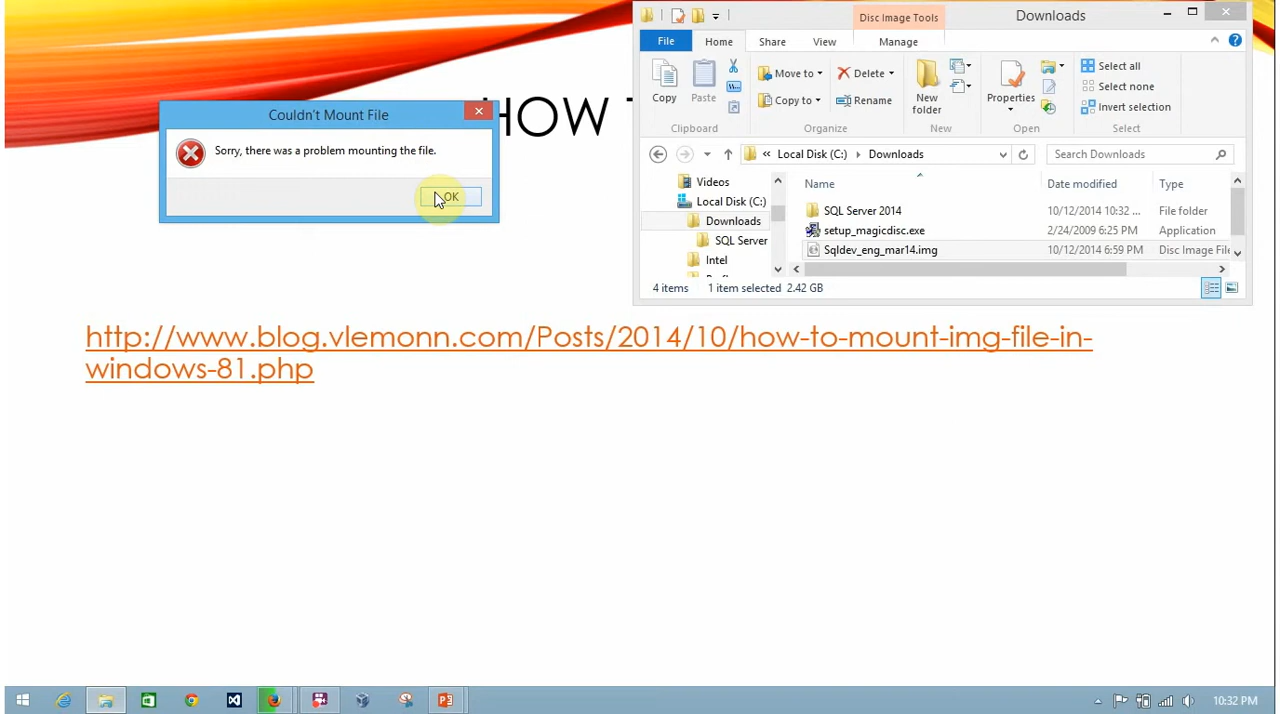 Disc Image Tools
Downloads
File
Home
Share
View
Manage
Copy
Paste
Move to
Copy to
Delete
Rename
New
folder
Properties
Select all
Select none
Invert selection
Clipboard
Organize
New
Open
Select
« Local Disk (C:) Downloads
Search Downloads
Videos
Local Disk (C:)
Downloads
SQL Server
Intel
Name
Date modified
Type
SQL Server 2014
10/12/2014 10:32 ...
File folder
setup_magicdisc.exe
2/24/2009 6:25 PM
Application
Sqldev_eng_mar14.img
10/12/2014 6:59 PM
Disc Image File
4 items
1 item selected 2.42 GB
HOW
Couldn't Mount File
Sorry, there was a problem mounting the file.
OK
http://www.blog.vlemonn.com/Posts/2014/10/how-to-mount-img-file-in-
windows-81.php
10:32 PM